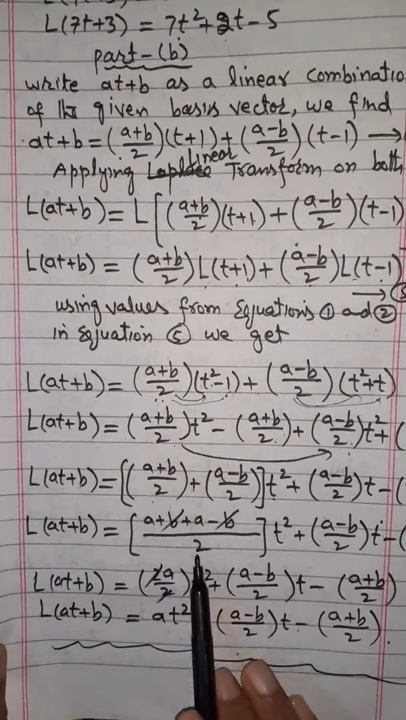 L(7t+3) = 7t²+2t-5
part-(b)
write at+b as a linear combinatio
of the given basis vector, we find
at+b = (a+b/2)(t+1) + (a-b/2)(t-1) →
Applying linear Transform on both
L(at+b) = L[(a+b/2)(t+1) + (a-b/2)(t-1)
L(at+b) = (a+b/2)L(t+1) + (a-b/2)L(t-1)
using values from Equations ① and ②
in Equation ⑤ we get
L(at+b) = (a+b/2)(t²-1) + (a-b/2)(t²+t)
L(at+b) = (a+b/2)t² - (a+b/2) + (a-b/2)t² + (
L(at+b) = [(a+b/2) + (a-b/2)]t² + (a-b/2)t - (
L(at+b) = [a+b+a-b/2]t² + (a-b/2)t - (
L(at+b) = (2a/2)t² + (a-b/2)t - (a+b/2)
L(at+b) = at² (a-b/2)t - (a+b/2).